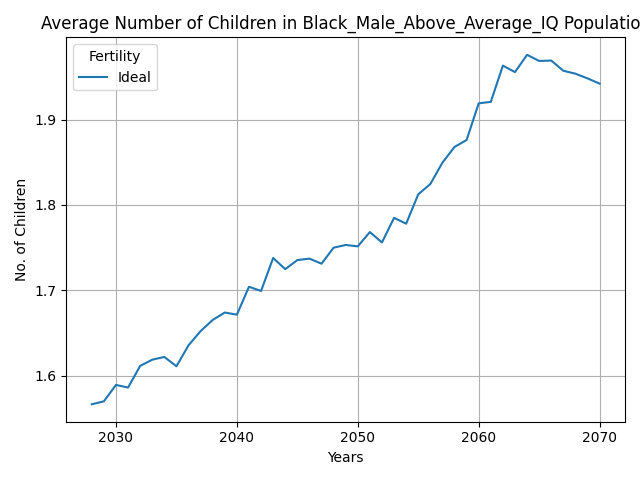 Average Number of Children in Black_Male_Above_Average_IQ Populatio
Fertility
Ideal
No. of Children
1.9
1.8
1.7
1.6
2030 2040 2050 2060 2070
Years